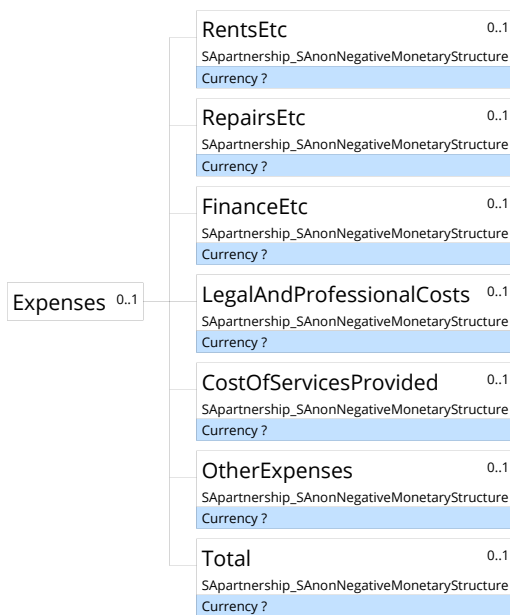 RentsEtc 0..1
SApartnership_SAnonNegativeMonetaryStructure
Currency ?
RepairsEtc 0..1
SApartnership_SAnonNegativeMonetaryStructure
Currency ?
FinanceEtc 0..1
SApartnership_SAnonNegativeMonetaryStructure
Currency ?
Expenses 0..1
LegalAndProfessionalCosts 0..1
SApartnership_SAnonNegativeMonetaryStructure
Currency ?
CostOfServicesProvided 0..1
SApartnership_SAnonNegativeMonetaryStructure
Currency ?
OtherExpenses 0..1
SApartnership_SAnonNegativeMonetaryStructure
Currency ?
Total 0..1
SApartnership_SAnonNegativeMonetaryStructure
Currency ?